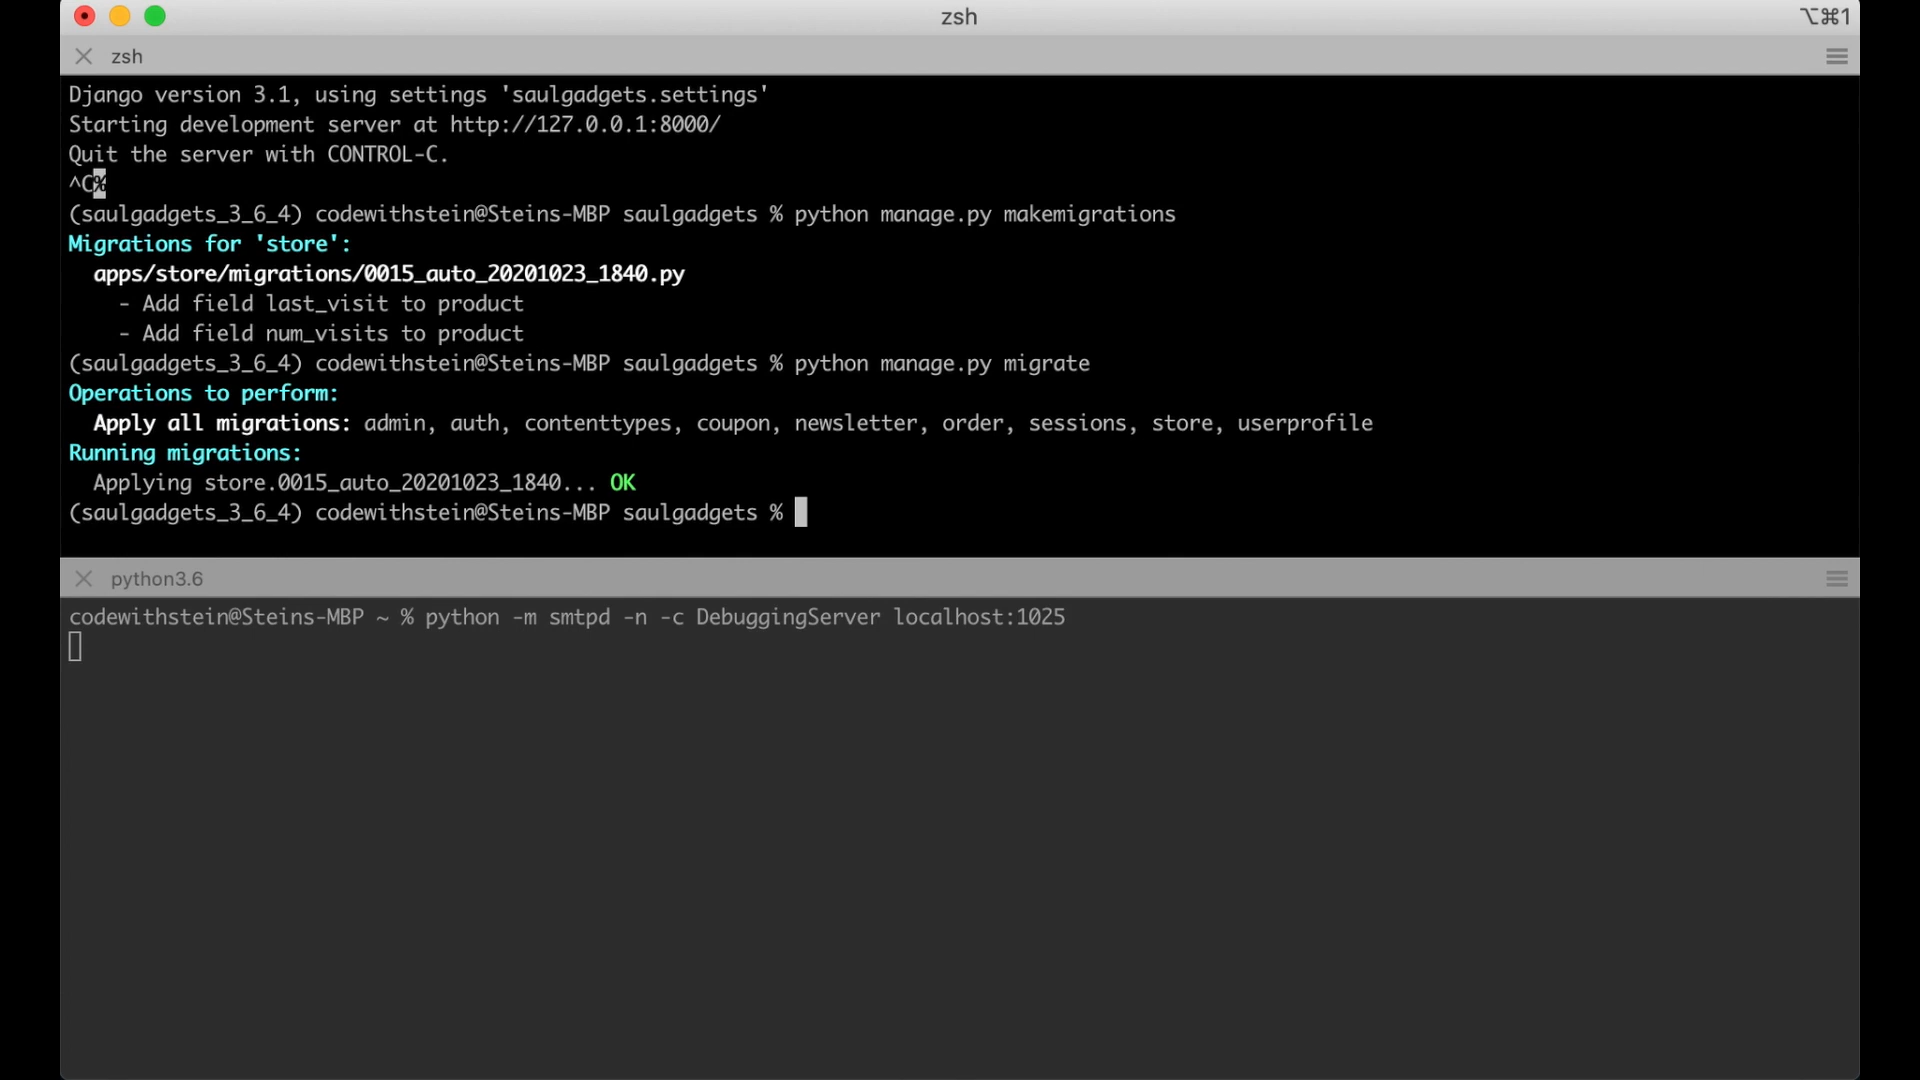 zsh
⌥⌘1
zsh
Django version 3.1, using settings 'saulgadgets.settings'
Starting development server at http://127.0.0.1:8000/
Quit the server with CONTROL-C.
^C%
(saulgadgets_3_6_4) codewithstein@Steins-MBP saulgadgets % python manage.py makemigrations
Migrations for 'store':
  apps/store/migrations/0015_auto_20201023_1840.py
    - Add field last_visit to product
    - Add field num_visits to product
(saulgadgets_3_6_4) codewithstein@Steins-MBP saulgadgets % python manage.py migrate
Operations to perform:
  Apply all migrations: admin, auth, contenttypes, coupon, newsletter, order, sessions, store, userprofile
Running migrations:
  Applying store.0015_auto_20201023_1840... OK
(saulgadgets_3_6_4) codewithstein@Steins-MBP saulgadgets %
python3.6
codewithstein@Steins-MBP ~ % python -m smtpd -n -c DebuggingServer localhost:1025